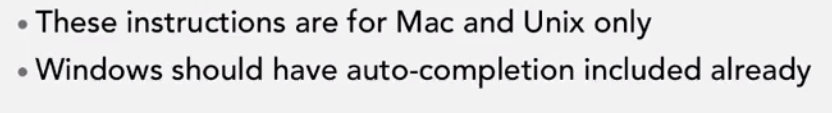 • These instructions are for Mac and Unix only
• Windows should have auto-completion included already